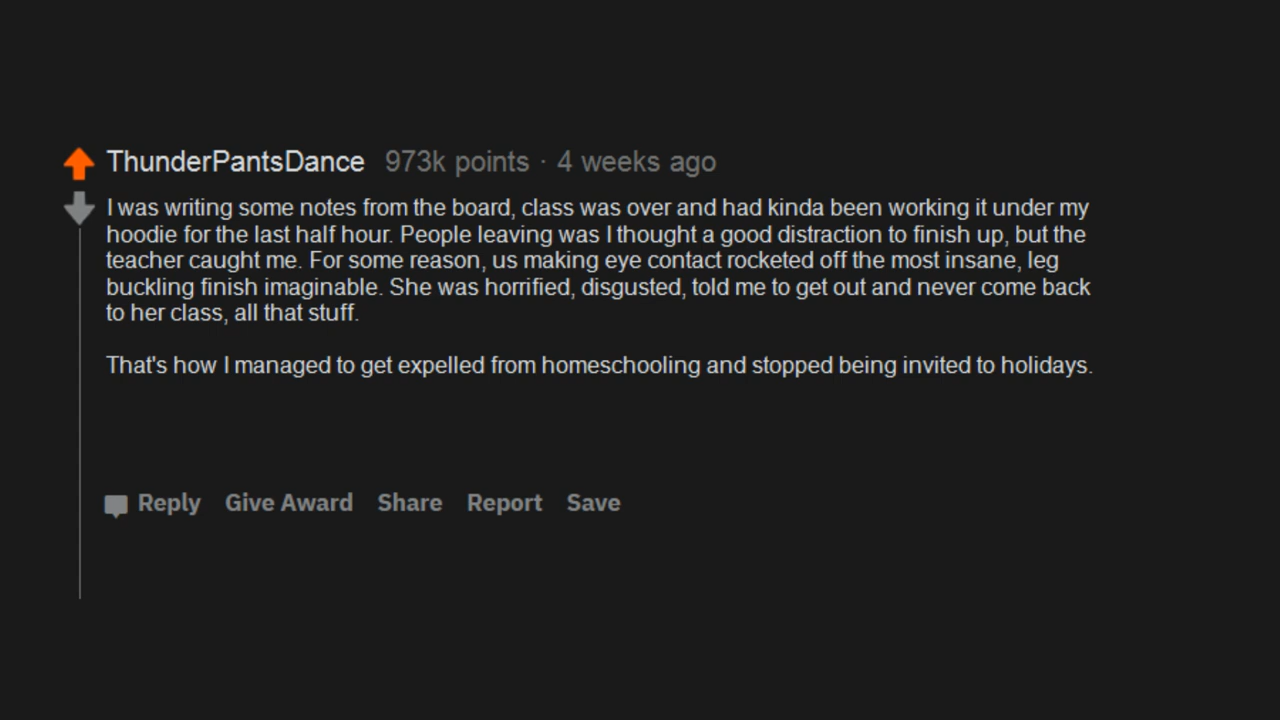 ThunderPantsDance 973k points · 4 weeks ago
I was writing some notes from the board, class was over and had kinda been working it under my
hoodie for the last half hour. People leaving was I thought a good distraction to finish up, but the
teacher caught me. For some reason, us making eye contact rocketed off the most insane, leg
buckling finish imaginable. She was horrified, disgusted, told me to get out and never come back
to her class, all that stuff.
That's how I managed to get expelled from homeschooling and stopped being invited to holidays.
Reply Give Award Share Report Save